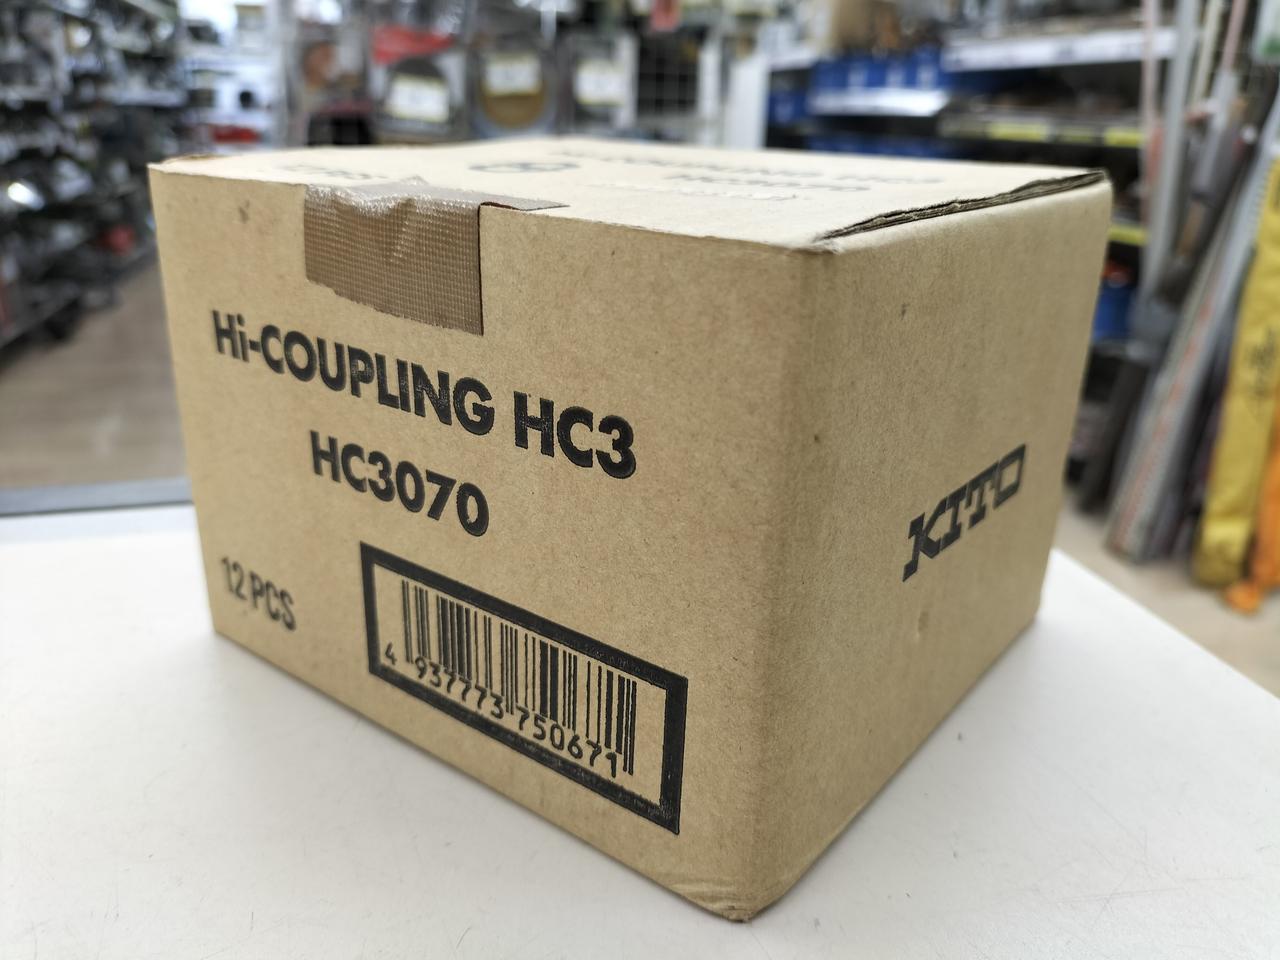 Hi-COUPLING HC3
HC3070
12 PCS
4 937773 750671
KITO